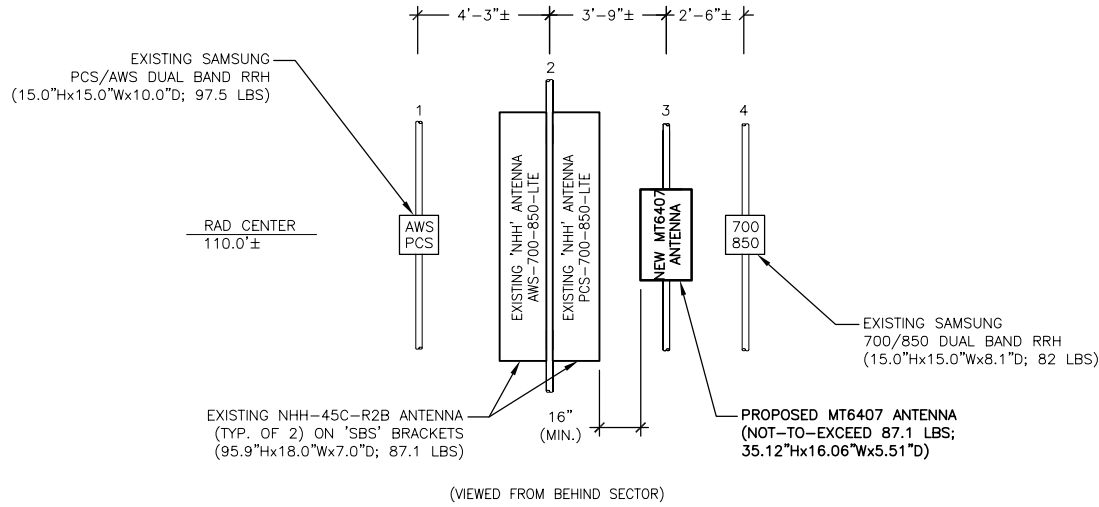 4'-3"± 3'-9"± 2'-6"±
EXISTING SAMSUNG
PCS/AWS DUAL BAND RRH
(15.0"Hx15.0"Wx10.0"D; 97.5 LBS)
1
2
3
4
RAD CENTER
110.0'±
AWS
PCS
EXISTING 'NHH' ANTENNA
AWS-700-850-LTE
EXISTING 'NHH' ANTENNA
PCS-700-850-LTE
NEW MT6407
ANTENNA
700
850
EXISTING SAMSUNG
700/850 DUAL BAND RRH
(15.0"Hx15.0"Wx8.1"D; 82 LBS)
EXISTING NHH-45C-R2B ANTENNA
(TYP. OF 2) ON 'SBS' BRACKETS
(95.9"Hx18.0"Wx7.0"D; 87.1 LBS)
16"
(MIN.)
PROPOSED MT6407 ANTENNA
(NOT-TO-EXCEED 87.1 LBS;
35.12"Hx16.06"Wx5.51"D)
(VIEWED FROM BEHIND SECTOR)